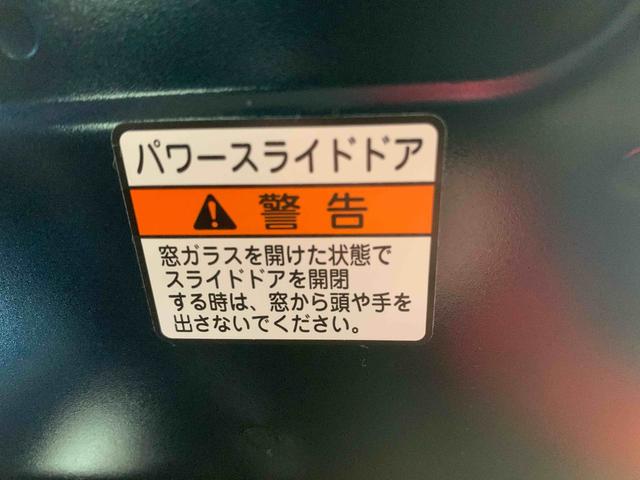 パワースライドドア
警告
窓ガラスを開けた状態で
スライドドアを開閉
する時は、窓から頭や手を
出さないでください。